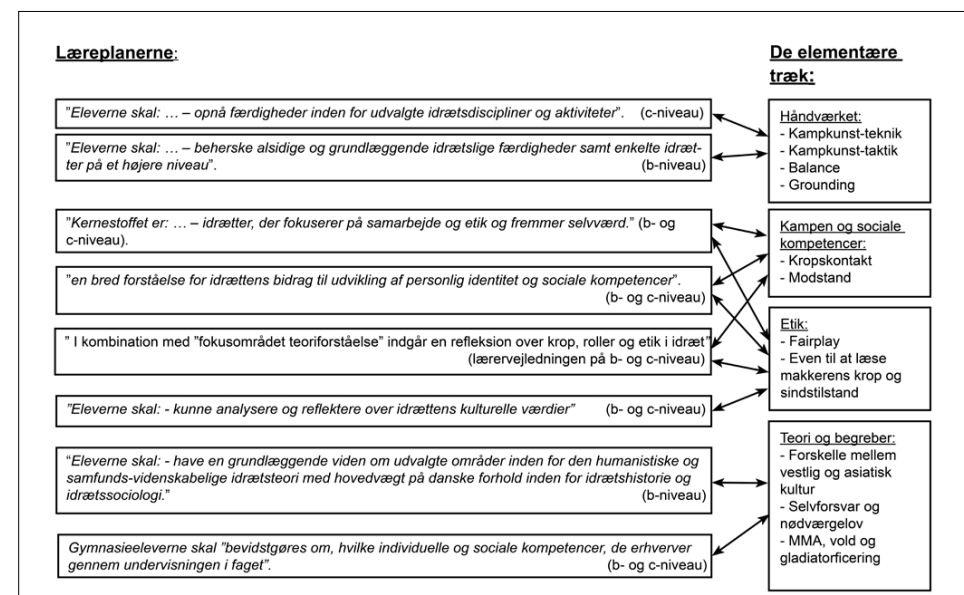 Læreplanerne:
"Eleverne skal: … – opnå færdigheder inden for udvalgte idrætsdiscipliner og aktiviteter". (c-niveau)
"Eleverne skal: … – beherske alsidige og grundlæggende idrætslige færdigheder samt enkelte idræt-
ter på et højere niveau". (b-niveau)
"Kernestoffet er: … – idrætter, der fokuserer på samarbejde og etik og fremmer selvværd." (b- og
c-niveau).
"en bred forståelse for idrættens bidrag til udvikling af personlig identitet og sociale kompetencer".
(b- og c-niveau)
" I kombination med "fokusområdet teoriforståelse" indgår en refleksion over krop, roller og etik i idræt"
(lærervejledningen på b- og c-niveau)
"Eleverne skal: - kunne analysere og reflektere over idrættens kulturelle værdier" (b- og c-niveau)
"Eleverne skal: - have en grundlæggende viden om udvalgte områder inden for den humanistiske og
samfunds-videnskabelige idrætsteori med hovedvægt på danske forhold inden for idrætshistorie og
idrætssociologi."
(b-niveau)
Gymnasieeleverne skal "bevidstgøres om, hvilke individuelle og sociale kompetencer, de erhverver
gennem undervisningen i faget". (b- og c-niveau)
De elementære
træk:
Håndværket:
- Kampkunst-teknik
- Kampkunst-taktik
- Balance
- Grounding
Kampen og sociale
kompetencer:
- Kropskontakt
- Modstand
Etik:
- Fairplay
- Even til at læse
makkerens krop og
sindstilstand
Teori og begreber:
- Forskelle mellem
vestlig og asiatisk
kultur
- Selvforsvar og
nødværgelov
- MMA, vold og
gladiatorficering